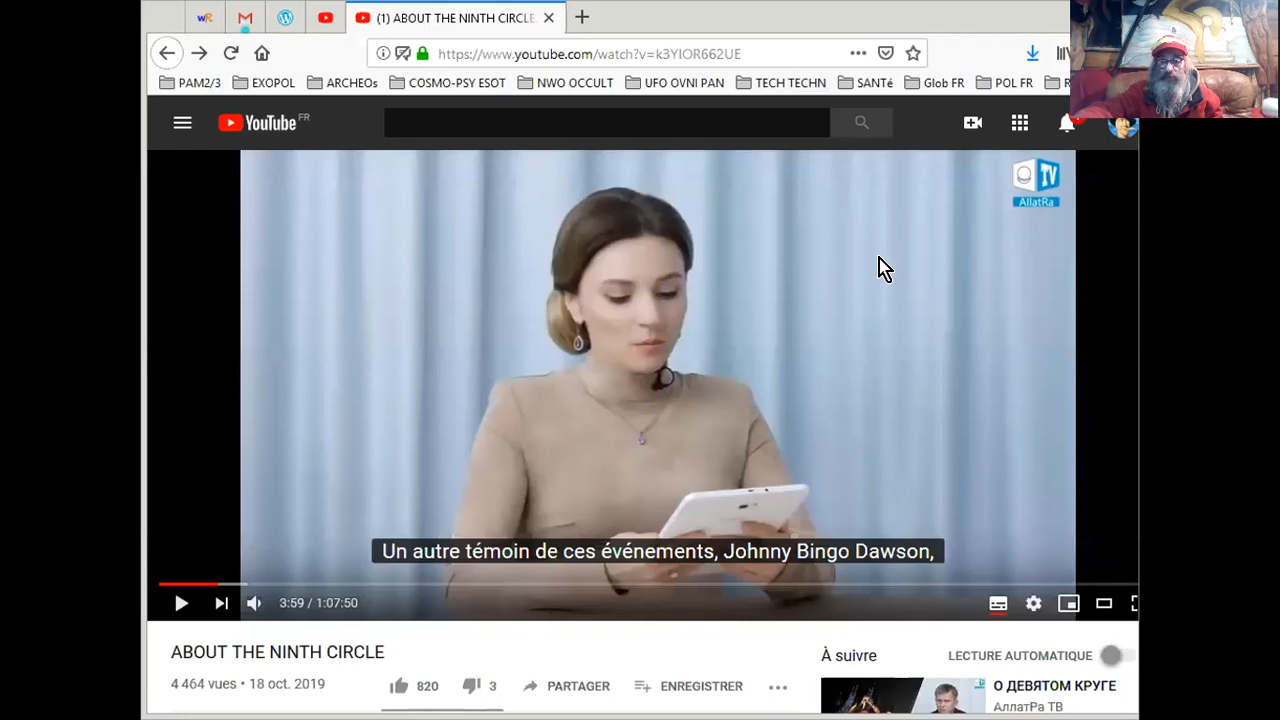 (1) ABOUT THE NINTH CIRCLE
https://www.youtube.com/watch?v=k3YIOR662UE
PAM2/3 EXOPOL ARCHEOs COSMO-PSY ESOT NWO OCCULT UFO OVNI PAN TECH TECHN SANTé Glob FR POL FR
YouTube FR
TV
AllatRa
Un autre témoin de ces événements, Johnny Bingo Dawson,
3:59 / 1:07:50
ABOUT THE NINTH CIRCLE
4 464 vues • 18 oct. 2019
820
3
PARTAGER
ENREGISTRER
À suivre
LECTURE AUTOMATIQUE
О ДЕВЯТОМ КРУГЕ
АллатРа ТВ